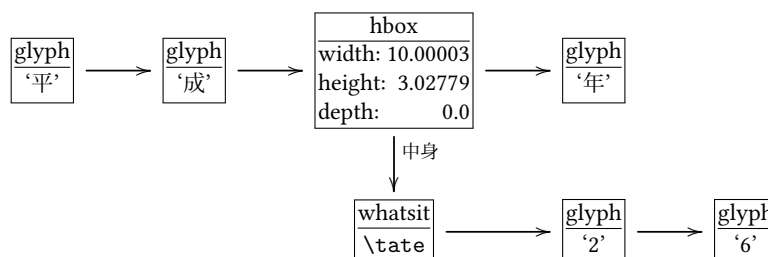 glyph
‘平’
glyph
‘成’
hbox
width: 10.00003
height: 3.02779
depth: 0.0
glyph
‘年’
中身
whatsit
\tate
glyph
‘2’
glyph
‘6’